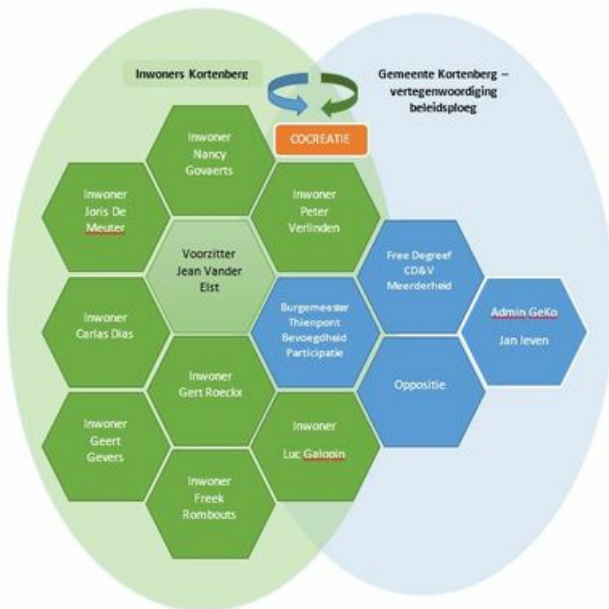 Inwoners Kortenberg
Gemeente Kortenberg –
vertegenwoordiging
beleidsploeg
COCREATIE
Inwoner
Nancy
Govaerts
Inwoner
Joris De
Meuter
Inwoner
Peter
Verlinden
Voorzitter
Jean Vander
Elst
Free Degreef
CD&V
Meerderheid
Burgemeester
Thienpont
Bevoegdheid
Participatie
Admin GeKo
Jan Ieven
Inwoner
Carlas Dias
Inwoner
Gert Roeckx
Oppositie
Inwoner
Geert
Gevers
Inwoner
Luc Galopin
Inwoner
Freek
Rombouts